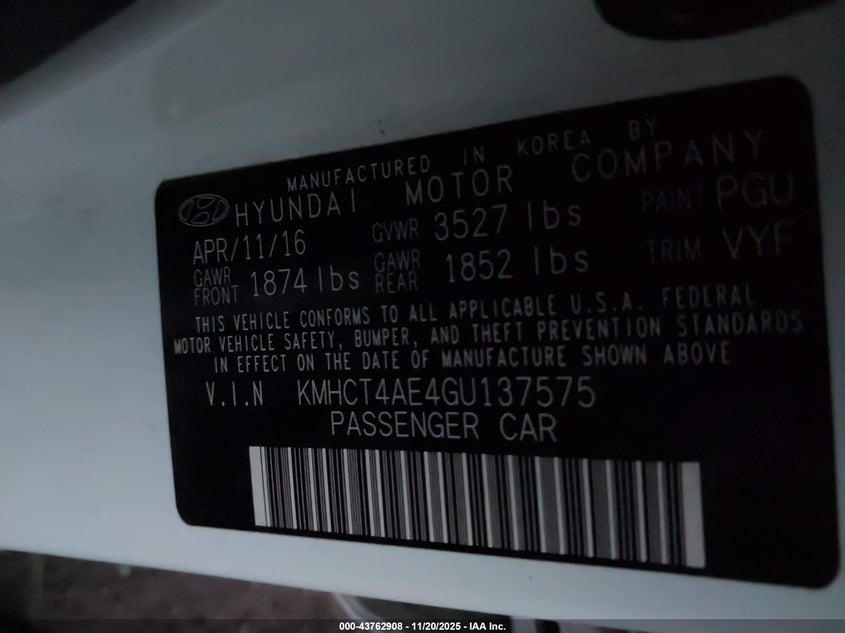 MANUFACTURED IN KOREA BY
HYUNDAI MOTOR COMPANY
APR/11/16 GVWR 3527 lbs PAINT PGU
GAWR FRONT 1874 lbs GAWR REAR 1852 lbs TRIM VYF
THIS VEHICLE CONFORMS TO ALL APPLICABLE U.S.A. FEDERAL
MOTOR VEHICLE SAFETY, BUMPER, AND THEFT PREVENTION STANDARDS
IN EFFECT ON THE DATE OF MANUFACTURE SHOWN ABOVE
V.I.N KMHCT4AE4GU137575
PASSENGER CAR
000-43762908 - 11/20/2025 - IAA Inc.